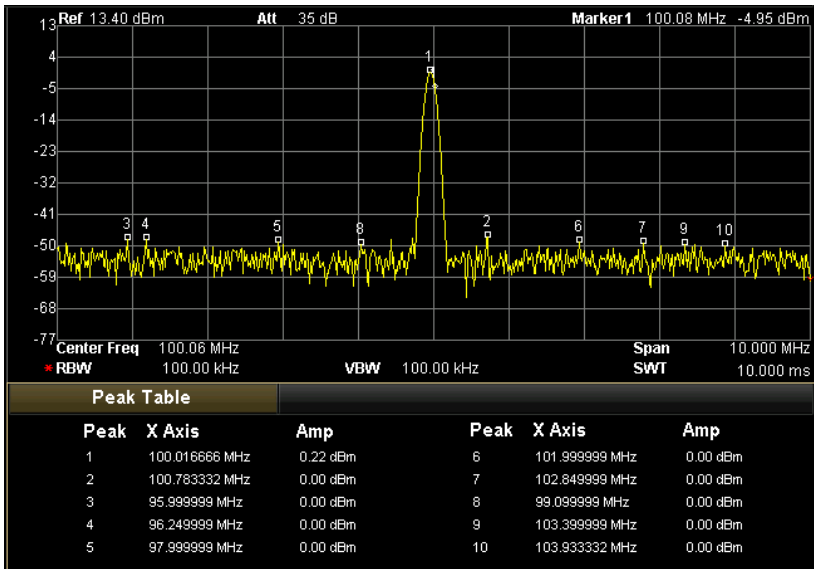 Ref 13.40 dBm Att 35 dB Marker1 100.08 MHz -4.95 dBm
13
4
-5
-14
-23
-32
-41
-50
-59
-68
-77
1
3 4 5 8 2 6 7 9 10
Center Freq 100.06 MHz Span 10.000 MHz
* RBW 100.00 kHz VBW 100.00 kHz SWT 10.000 ms
Peak Table
Peak X Axis Amp Peak X Axis Amp
1 100.016666 MHz 0.22 dBm 6 101.999999 MHz 0.00 dBm
2 100.783332 MHz 0.00 dBm 7 102.849999 MHz 0.00 dBm
3 95.999999 MHz 0.00 dBm 8 99.099999 MHz 0.00 dBm
4 96.249999 MHz 0.00 dBm 9 103.399999 MHz 0.00 dBm
5 97.999999 MHz 0.00 dBm 10 103.933332 MHz 0.00 dBm